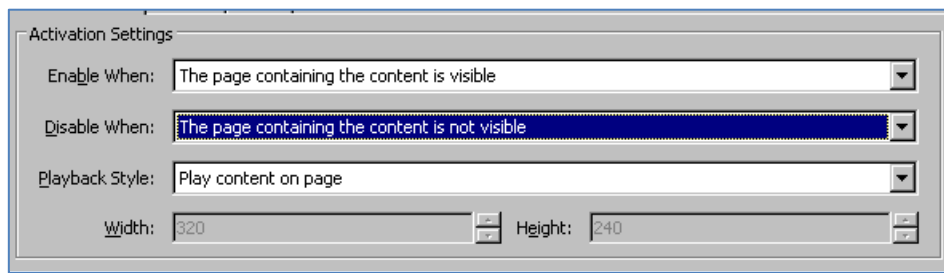 Activation Settings
Enable When: The page containing the content is visible
Disable When: The page containing the content is not visible
Playback Style: Play content on page
Width: 320 Height: 240